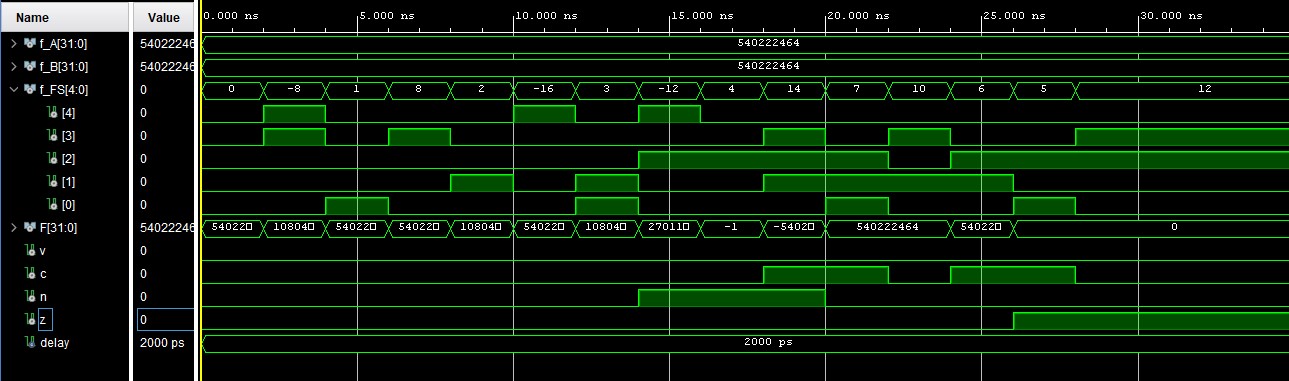 Name Value 0.000 ns 5.000 ns 10.000 ns 15.000 ns 20.000 ns 25.000 ns 30.000 ns
f_A[31:0] 54022246 540222464
f_B[31:0] 54022246 540222464
f_FS[4:0] 0 0 -8 1 8 2 -16 3 -12 4 14 7 10 6 5 12
[4] 0
[3] 0
[2] 0
[1] 0
[0] 0
F[31:0] 54022246 54022□ 10804□ 54022□ 54022□ 10804□ 54022□ 10804□ 27011□ -1 -5402□ 540222464 54022□ 0
v 0
c 0
n 0
z 0
delay 2000 ps 2000 ps